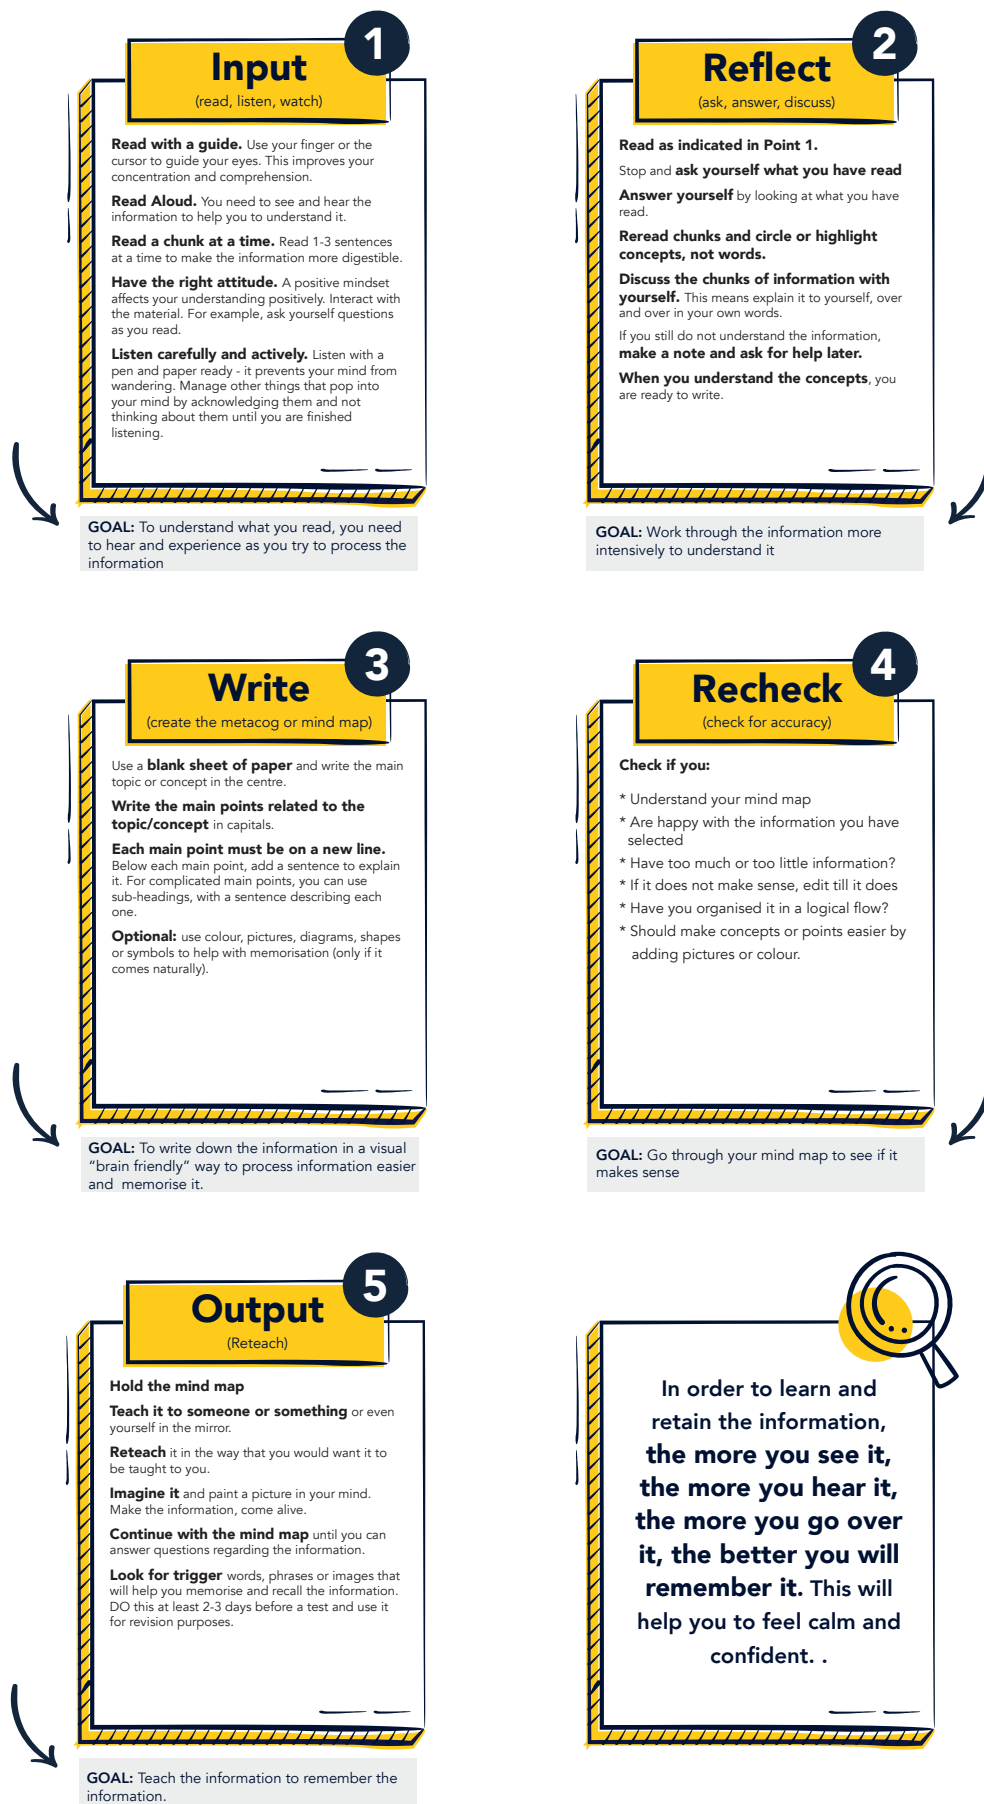 1
Input
(read, listen, watch)
Read with a guide. Use your finger or the
cursor to guide your eyes. This improves your
concentration and comprehension.
Read Aloud. You need to see and hear the
information to help you to understand it.
Read a chunk at a time. Read 1-3 sentences
at a time to make the information more digestible.
Have the right attitude. A positive mindset
affects your understanding positively. Interact with
the material. For example, ask yourself questions
as you read.
Listen carefully and actively. Listen with a
pen and paper ready - it prevents your mind from
wandering. Manage other things that pop into
your mind by acknowledging them and not
thinking about them until you are finished
listening.
GOAL: To understand what you read, you need
to hear and experience as you try to process the
information
2
Reflect
(ask, answer, discuss)
Read as indicated in Point 1.
Stop and ask yourself what you have read
Answer yourself by looking at what you have
read.
Reread chunks and circle or highlight
concepts, not words.
Discuss the chunks of information with
yourself. This means explain it to yourself, over
and over in your own words.
If you still do not understand the information,
make a note and ask for help later.
When you understand the concepts, you
are ready to write.
GOAL: Work through the information more
intensively to understand it
3
Write
(create the metacog or mind map)
Use a blank sheet of paper and write the main
topic or concept in the centre.
Write the main points related to the
topic/concept in capitals.
Each main point must be on a new line.
Below each main point, add a sentence to explain
it. For complicated main points, you can use
sub-headings, with a sentence describing each
one.
Optional: use colour, pictures, diagrams, shapes
or symbols to help with memorisation (only if it
comes naturally).
GOAL: To write down the information in a visual
“brain friendly” way to process information easier
and memorise it.
4
Recheck
(check for accuracy)
Check if you:
* Understand your mind map
* Are happy with the information you have
selected
* Have too much or too little information?
* If it does not make sense, edit till it does
* Have you organised it in a logical flow?
* Should make concepts or points easier by
adding pictures or colour.
GOAL: Go through your mind map to see if it
makes sense
5
Output
(Reteach)
Hold the mind map
Teach it to someone or something or even
yourself in the mirror.
Reteach it in the way that you would want it to
be taught to you.
Imagine it and paint a picture in your mind.
Make the information, come alive.
Continue with the mind map until you can
answer questions regarding the information.
Look for trigger words, phrases or images that
will help you memorise and recall the information.
DO this at least 2-3 days before a test and use it
for revision purposes.
GOAL: Teach the information to remember the
information.
In order to learn and
retain the information,
the more you see it,
the more you hear it,
the more you go over
it, the better you will
remember it. This will
help you to feel calm and
confident. .